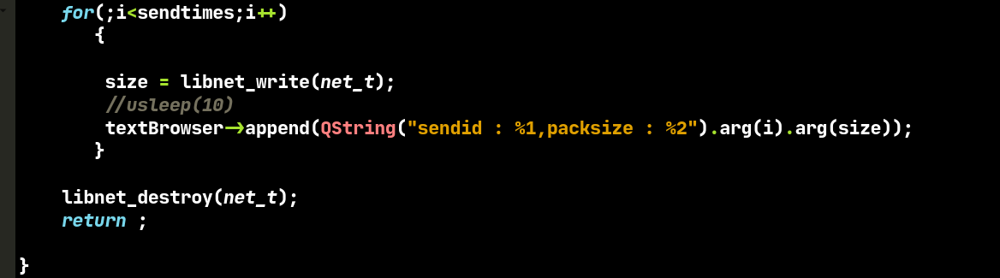 for(;i<sendtimes;i++)
{
size = libnet_write(net_t);
//usleep(10)
textBrowser->append(QString("sendid : %1,packsize : %2").arg(i).arg(size));
}
libnet_destroy(net_t);
return ;
}